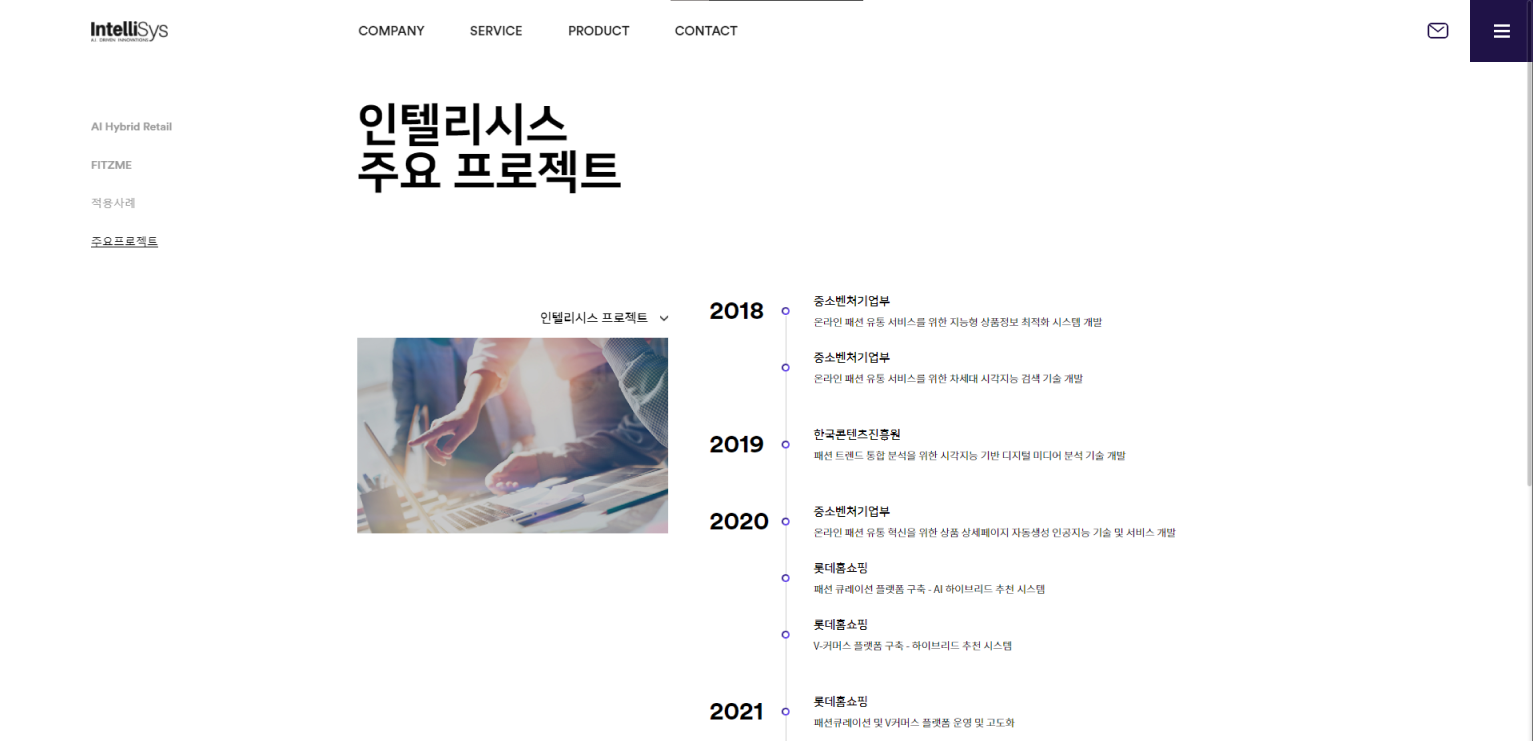 IntelliSys
A.I. DRIVEN INNOVATIONS
COMPANY
SERVICE
PRODUCT
CONTACT
AI Hybrid Retail
FITZME
적용사례
주요프로젝트
인텔리시스
주요 프로젝트
인텔리시스 프로젝트
2018
중소벤처기업부
온라인 패션 유통 서비스를 위한 지능형 상품정보 최적화 시스템 개발
중소벤처기업부
온라인 패션 유통 서비스를 위한 차세대 시각지능 검색 기술 개발
2019
한국콘텐츠진흥원
패션 트렌드 통합 분석을 위한 시각지능 기반 디지털 미디어 분석 기술 개발
2020
중소벤처기업부
온라인 패션 유통 혁신을 위한 상품 상세페이지 자동생성 인공지능 기술 및 서비스 개발
롯데홈쇼핑
패션 큐레이션 플랫폼 구축 - AI 하이브리드 추천 시스템
롯데홈쇼핑
V-커머스 플랫폼 구축 - 하이브리드 추천 시스템
2021
롯데홈쇼핑
패션큐레이션 및 V커머스 플랫폼 운영 및 고도화